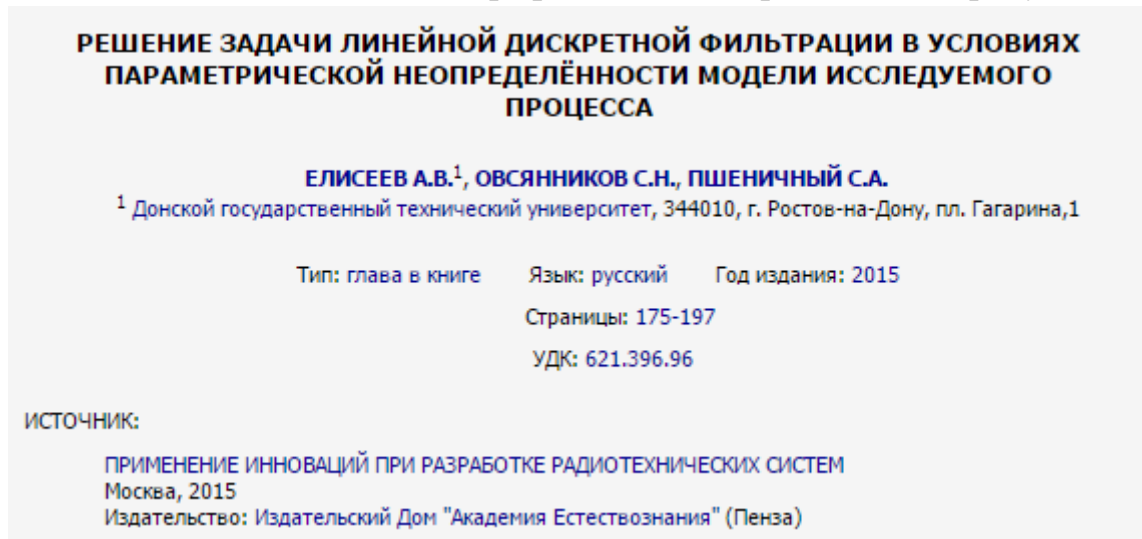 РЕШЕНИЕ ЗАДАЧИ ЛИНЕЙНОЙ ДИСКРЕТНОЙ ФИЛЬТРАЦИИ В УСЛОВИЯХ
ПАРАМЕТРИЧЕСКОЙ НЕОПРЕДЕЛЁННОСТИ МОДЕЛИ ИССЛЕДУЕМОГО
ПРОЦЕССА
ЕЛИСЕЕВ А.В.¹, ОВСЯННИКОВ С.Н., ПШЕНИЧНЫЙ С.А.
¹ Донской государственный технический университет, 344010, г. Ростов-на-Дону, пл. Гагарина,1
Тип: глава в книге Язык: русский Год издания: 2015
Страницы: 175-197
УДК: 621.396.96
ИСТОЧНИК:
ПРИМЕНЕНИЕ ИННОВАЦИЙ ПРИ РАЗРАБОТКЕ РАДИОТЕХНИЧЕСКИХ СИСТЕМ
Москва, 2015
Издательство: Издательский Дом "Академия Естествознания" (Пенза)